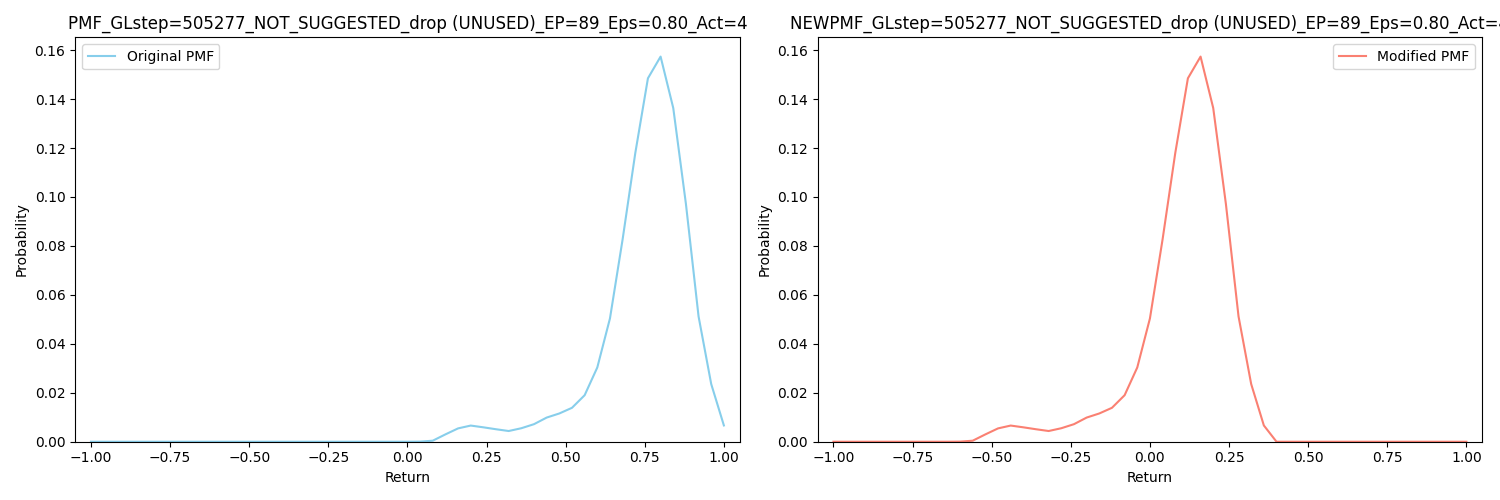 PMF_GLstep=505277_NOT_SUGGESTED_drop (UNUSED)_EP=89_Eps=0.80_Act=4
Original PMF
0.16
0.14
0.12
0.10
0.08
0.06
0.04
0.02
0.00
Probability
−1.00 −0.75 −0.50 −0.25 0.00 0.25 0.50 0.75 1.00
Return
NEWPMF_GLstep=505277_NOT_SUGGESTED_drop (UNUSED)_EP=89_Eps=0.80_Act=
Modified PMF
0.16
0.14
0.12
0.10
0.08
0.06
0.04
0.02
0.00
Probability
−1.00 −0.75 −0.50 −0.25 0.00 0.25 0.50 0.75 1.00
Return